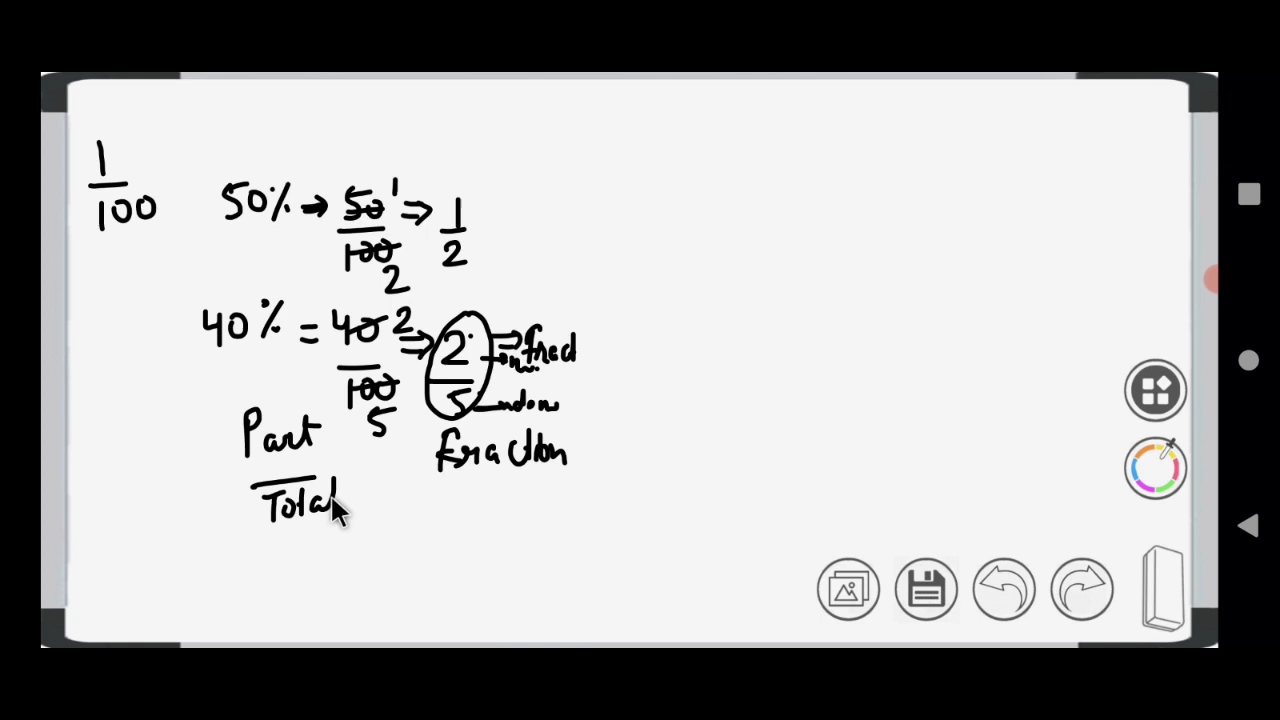 1/100
50% → 50/100 1 2 ⇒ 1/2
40% = 40/100 2 5 ⇒ 2/5
Part/Total
Fraction